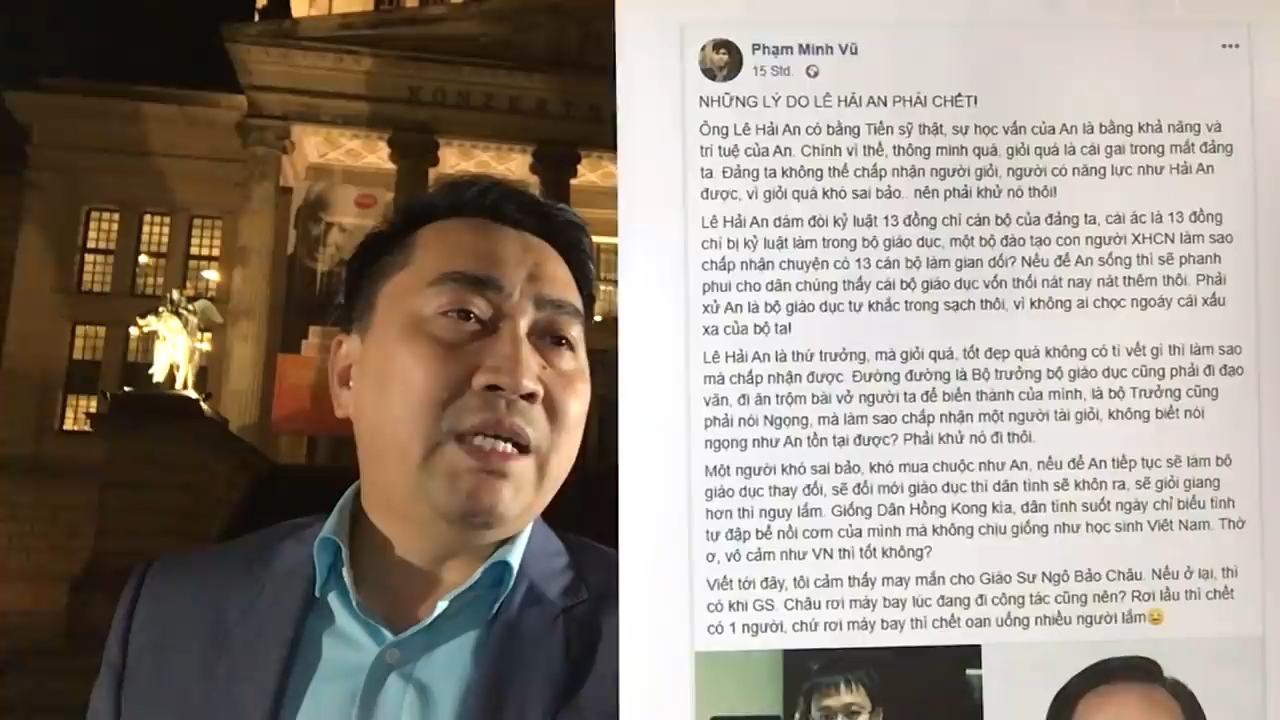 KONZERTH
Phạm Minh Vũ
15 Std.
NHỮNG LÝ DO LÊ HẢI AN PHẢI CHẾT!
Ông Lê Hải An có bằng Tiến sỹ thật, sự học vấn của An là bằng khả năng và
trí tuệ của An. Chính vì thế, thông minh quá, giỏi quá là cái gai trong mắt đảng
ta. Đảng ta không thể chấp nhận người giỏi, người có năng lực như Hải An
được, vì giỏi quá khó sai bảo.. nên phải khử nó thôi!
Lê Hải An dám đòi kỷ luật 13 đồng chí cán bộ của đảng ta, cái ác là 13 đồng
chí bị kỷ luật làm trong bộ giáo dục, một bộ đào tạo con người XHCN làm sao
chấp nhận chuyện có 13 cán bộ làm gian dối? Nếu để An sống thì sẽ phanh
phui cho dân chúng thấy cái bộ giáo dục vốn thối nát nay nát thêm thôi. Phải
xử An là bộ giáo dục tự khắc trong sạch thôi, vì không ai chọc ngoáy cái xấu
xa của bộ ta!
Lê Hải An là thứ trưởng, mà giỏi quá, tốt đẹp quá không có tì vết gì thì làm sao
mà chấp nhận được. Đường đường là Bộ trưởng bộ giáo dục cũng phải đi đạo
văn, đi ăn trộm bài vở người ta để biến thành của mình, là bộ Trưởng cũng
phải nói Ngọng, mà làm sao chấp nhận một người tài giỏi, không biết nói
ngọng như An tồn tại được? Phải khử nó đi thôi.
Một người khó sai bảo, khó mua chuộc như An, nếu để An tiếp tục sẽ làm bộ
giáo dục thay đổi, sẽ đổi mới giáo dục thì dân tình sẽ khôn ra, sẽ giỏi giang
hơn thì nguy lắm. Giống Dân Hồng Kong kia, dân tình suốt ngày chỉ biểu tình
tự đập bể nồi cơm của mình mà không chịu giống như học sinh Việt Nam. Thờ
ơ, vô cảm như VN thì tốt không?
Viết tới đây, tôi cảm thấy may mắn cho Giáo Sư Ngô Bảo Châu. Nếu ở lại, thì
có khi GS. Châu rơi máy bay lúc đang đi công tác cũng nên? Rơi lầu thì chết
có 1 người, chứ rơi máy bay thì chết oan uổng nhiều người lắm😆